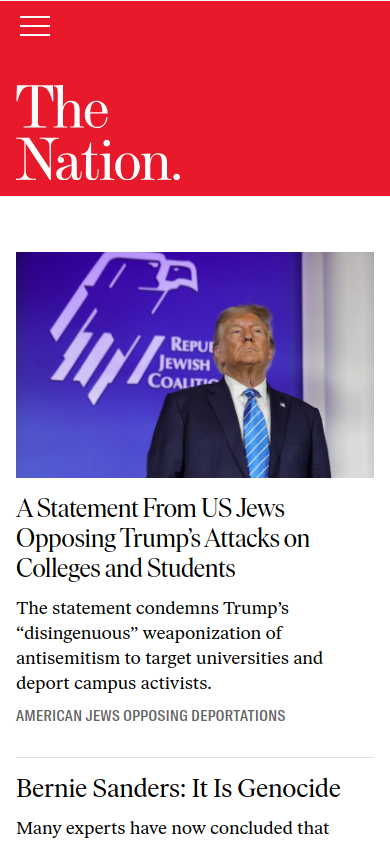 The
Nation.
REPU
JEWISH
COALITIO
A Statement From US Jews
Opposing Trump’s Attacks on
Colleges and Students
The statement condemns Trump’s
“disingenuous” weaponization of
antisemitism to target universities and
deport campus activists.
AMERICAN JEWS OPPOSING DEPORTATIONS
Bernie Sanders: It Is Genocide
Many experts have now concluded that